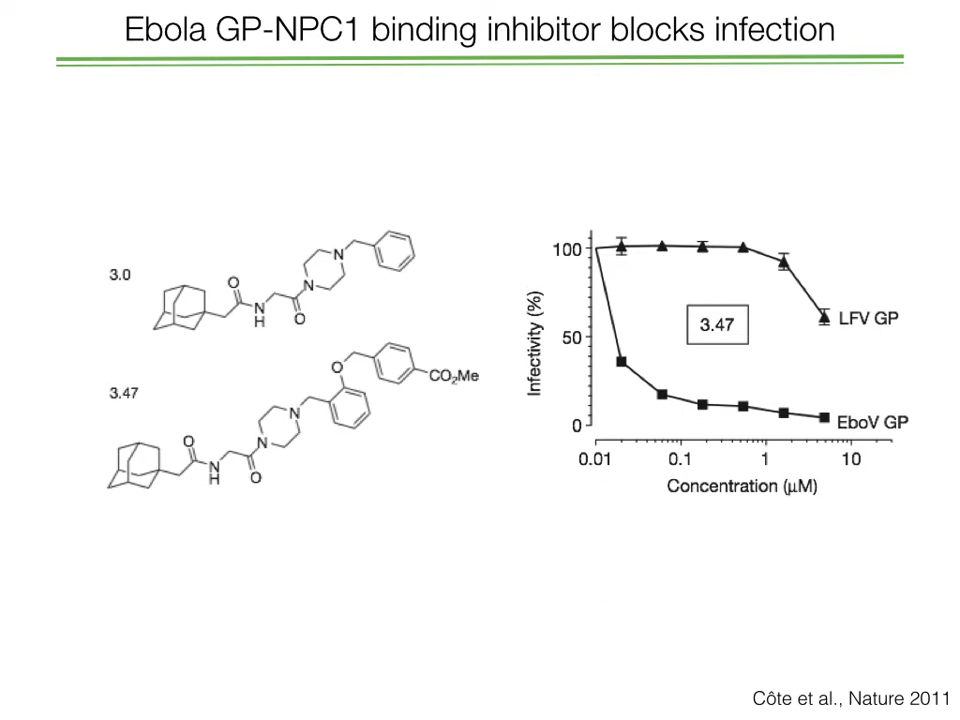 Ebola GP-NPC1 binding inhibitor blocks infection
3.0
O
N
H
O
N
N
3.47
O
N
H
O
N
N
O
CO₂Me
Infectivity (%)
100
50
0
3.47
LFV GP
EboV GP
0.01 0.1 1 10
Concentration (μM)
Côte et al., Nature 2011